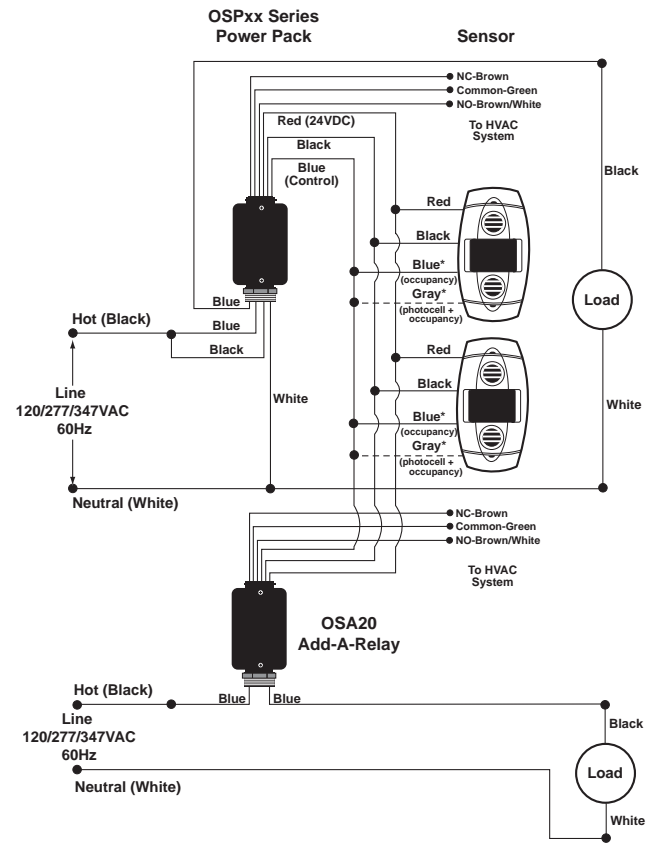 OSPxx Series
Power Pack
Sensor
NC-Brown
Common-Green
NO-Brown/White
Red (24VDC)
To HVAC
System
Black
Blue
(Control)
Black
Red
Black
Blue*
(occupancy)
Gray*
(photocell +
occupancy)
Load
Blue
Hot (Black)
Blue
Black
Line
120/277/347VAC
60Hz
White
Red
Black
Blue*
(occupancy)
Gray*
(photocell +
occupancy)
White
Neutral (White)
NC-Brown
Common-Green
NO-Brown/White
To HVAC
System
OSA20
Add-A-Relay
Hot (Black)
Blue
Blue
Line
120/277/347VAC
60Hz
Black
Load
Neutral (White)
White